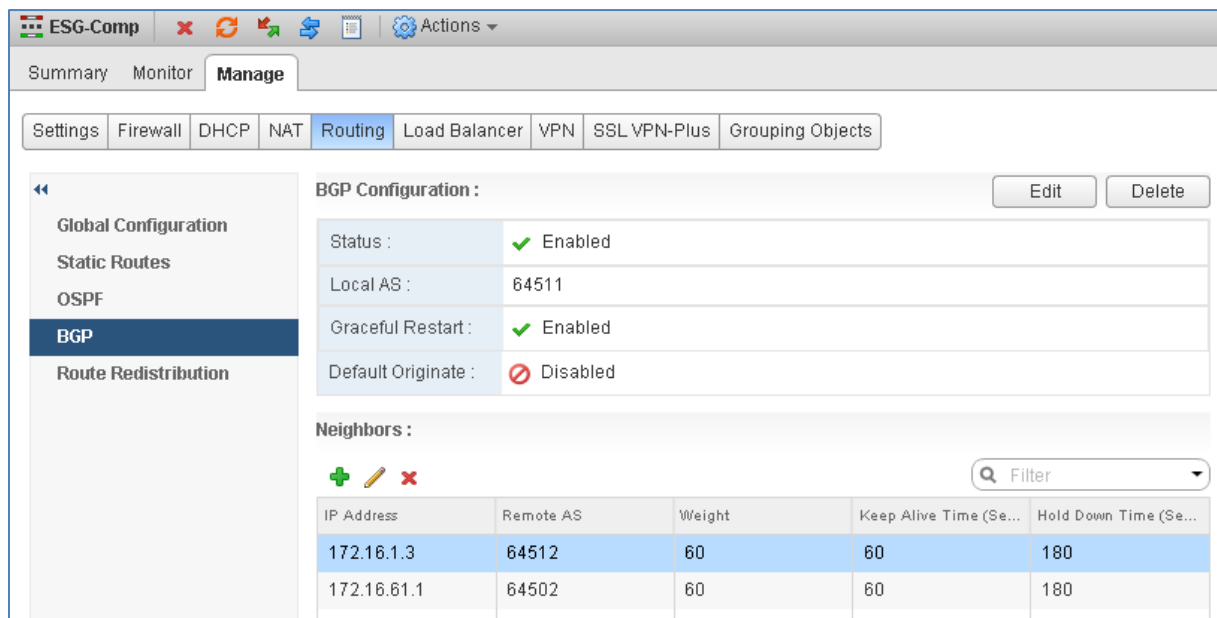 ESG-Comp Actions
Summary Monitor Manage
Settings Firewall DHCP NAT Routing Load Balancer VPN SSL VPN-Plus Grouping Objects
Global Configuration
Static Routes
OSPF
BGP
Route Redistribution
BGP Configuration :
Edit Delete
Status : Enabled
Local AS : 64511
Graceful Restart : Enabled
Default Originate : Disabled
Neighbors :
Filter
IP Address Remote AS Weight Keep Alive Time (Se... Hold Down Time (Se...
172.16.1.3 64512 60 60 180
172.16.61.1 64502 60 60 180